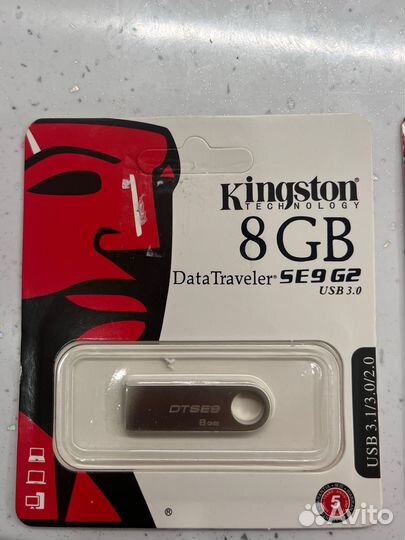 Kingston
TECHNOLOGY
8GB
DataTraveler® SE9 G2
USB 3.0
DTSE9
8GB
USB 3.1/3.0/2.0
®
5
Avito